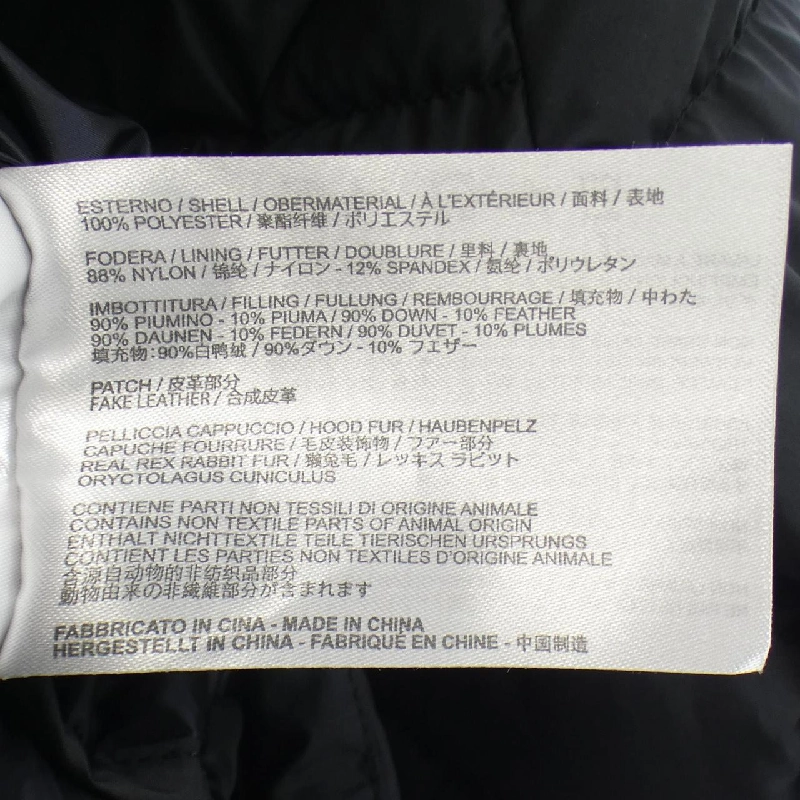 ESTERNO / SHELL / OBERMATERIAL / À L'EXTÉRIEUR / 面料 / 表地
100% POLYESTER / 聚酯纤维 / ポリエステル
FODERA / LINING / FUTTER / DOUBLURE / 里料 / 裏地
88% NYLON / 锦纶 / ナイロン - 12% SPANDEX / 氨纶 / ポリウレタン
IMBOTTITURA / FILLING / FULLUNG / REMBOURRAGE / 填充物 / 中わた
90% PIUMINO - 10% PIUMA / 90% DOWN - 10% FEATHER
90% DAUNEN - 10% FEDERN / 90% DUVET - 10% PLUMES
填充物：90%白鸭绒 / 90%ダウン - 10% フェザー
PATCH / 皮革部分
FAKE LEATHER / 合成皮革
PELLICCIA CAPPUCCIO / HOOD FUR / HAUBENPELZ
CAPUCHE FOURRURE / 毛皮装饰物 / ファー部分
REAL REX RABBIT FUR / 獭兔毛 / レッキス ラビット
ORYCTOLAGUS CUNICULUS
CONTIENE PARTI NON TESSILI DI ORIGINE ANIMALE
CONTAINS NON TEXTILE PARTS OF ANIMAL ORIGIN
ENTHALT NICHTTEXTILE TEILE TIERISCHEN URSPRUNGS
CONTIENT LES PARTIES NON TEXTILES D'ORIGINE ANIMALE
含源自动物的非纺织品部分
動物由来の非繊維部分が含まれます
FABBRICATO IN CINA - MADE IN CHINA
HERGESTELLT IN CHINA - FABRIQUÉ EN CHINE - 中国制造